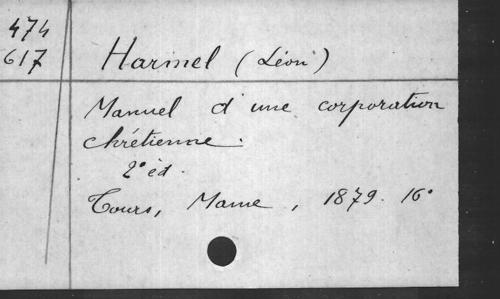 474
617
Harmel (Léon)
Manuel d'une corporation
chrétienne.
2e éd.
Tours, Mame, 1879. 16°